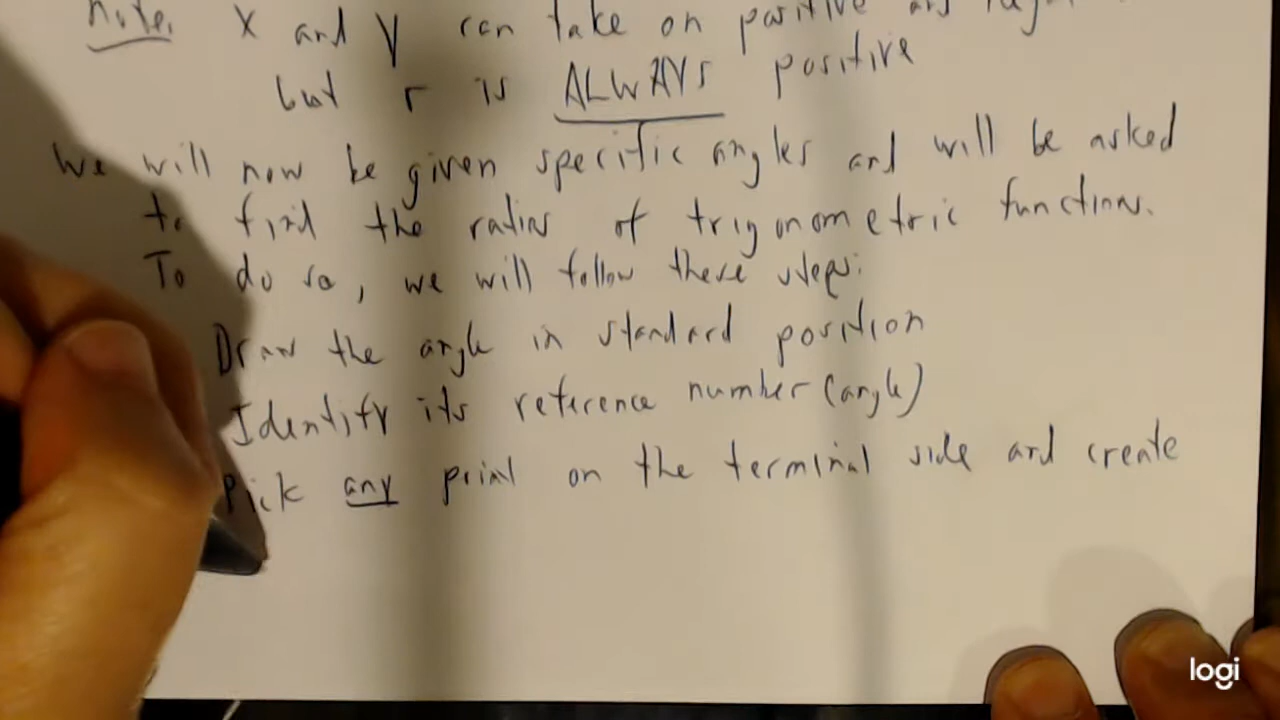 Note: X and Y can take on positive and
but r is ALWAYS positive
We will now be given specific angles and will be asked
to find the ratios of trigonometric functions.
To do so, we will follow these steps:
Draw the angle in standard position
Identify its reference number (angle)
Pick any point on the terminal side and create
logi